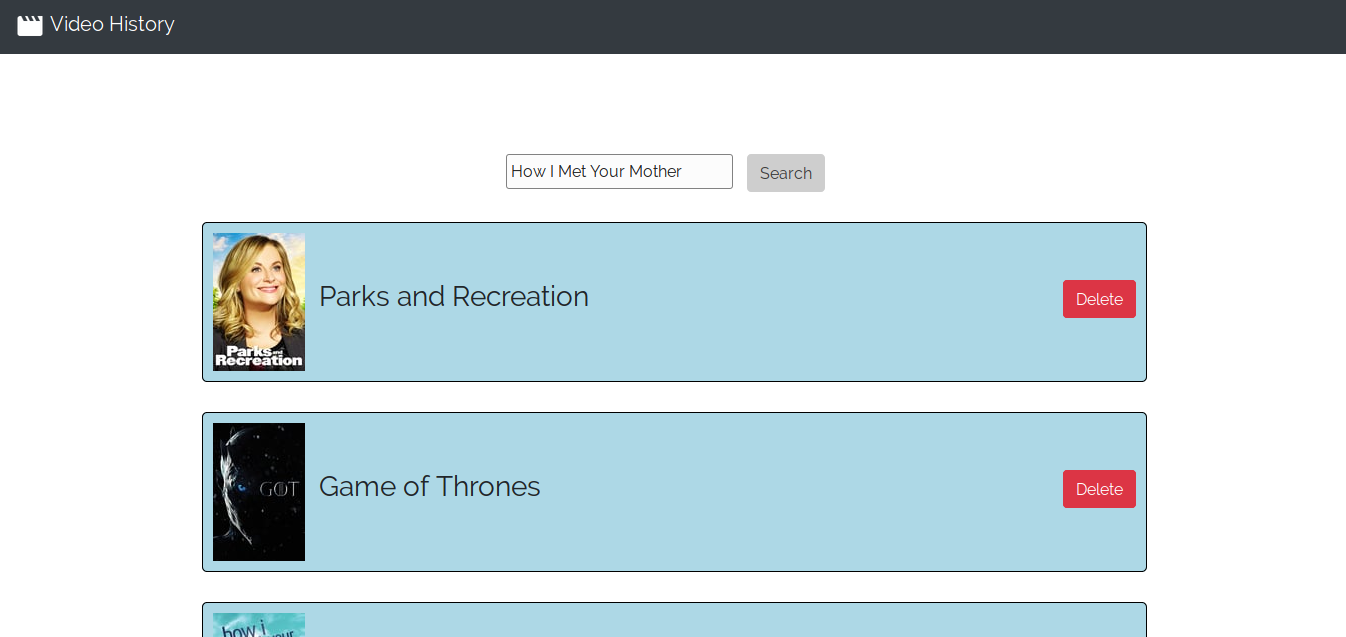 Video History
How I Met Your Mother
Search
Parks and
Recreation
Parks and Recreation
Delete
GOT
Game of Thrones
Delete
how i
your